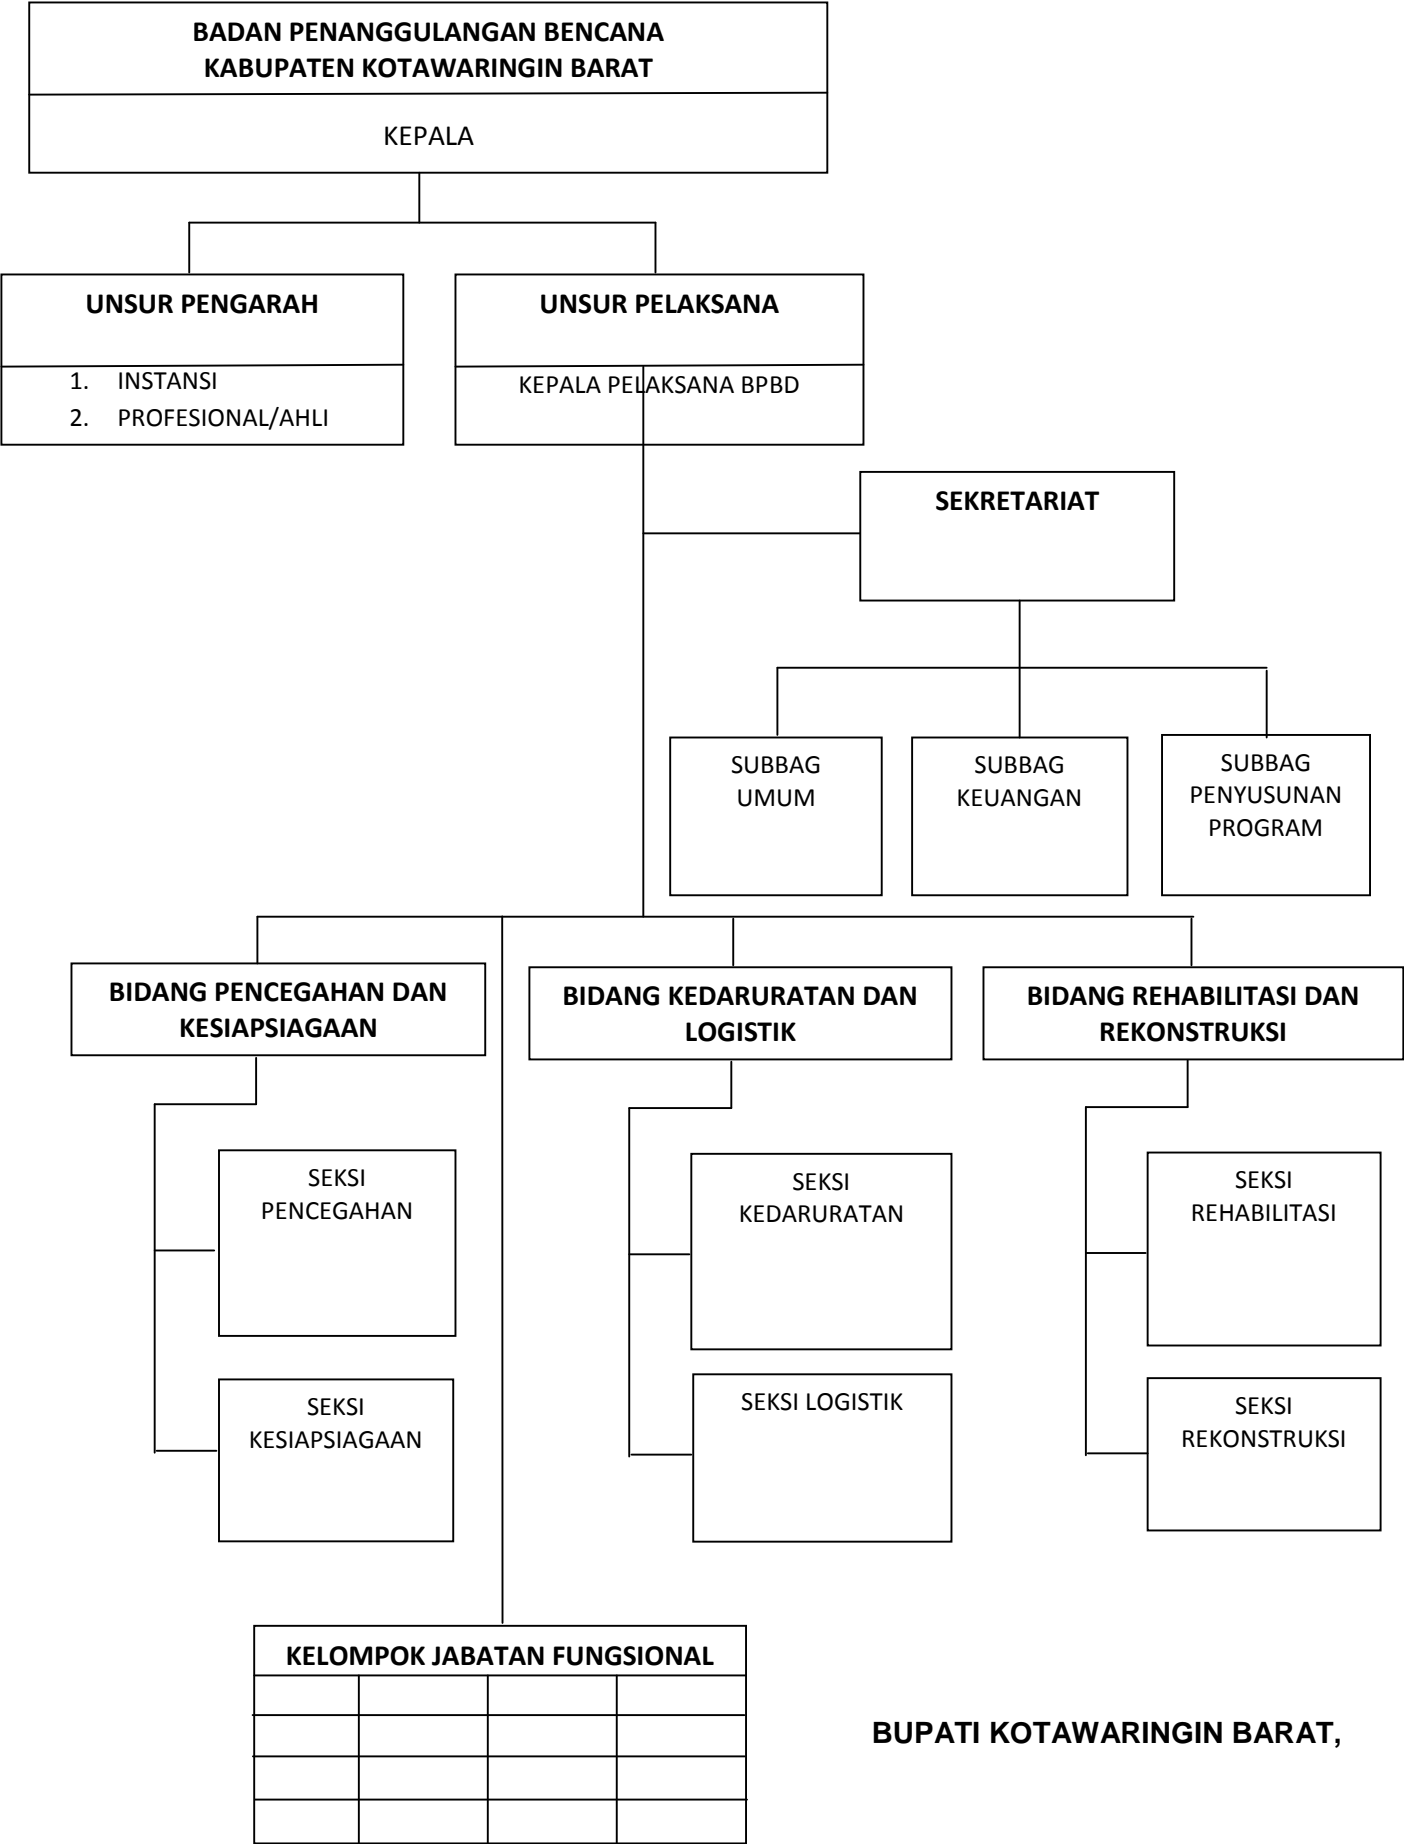 BADAN PENANGGULANGAN BENCANA
KABUPATEN KOTAWARINGIN BARAT
KEPALA
UNSUR PENGARAH
1. INSTANSI
2. PROFESIONAL/AHLI
UNSUR PELAKSANA
KEPALA PELAKSANA BPBD
SEKRETARIAT
SUBBAG
UMUM
SUBBAG
KEUANGAN
SUBBAG
PENYUSUNAN
PROGRAM
BIDANG PENCEGAHAN DAN
KESIAPSIAGAAN
BIDANG KEDARURATAN DAN
LOGISTIK
BIDANG REHABILITASI DAN
REKONSTRUKSI
SEKSI
PENCEGAHAN
SEKSI
KESIAPSIAGAAN
SEKSI
KEDARURATAN
SEKSI LOGISTIK
SEKSI
REHABILITASI
SEKSI
REKONSTRUKSI
KELOMPOK JABATAN FUNGSIONAL
BUPATI KOTAWARINGIN BARAT,